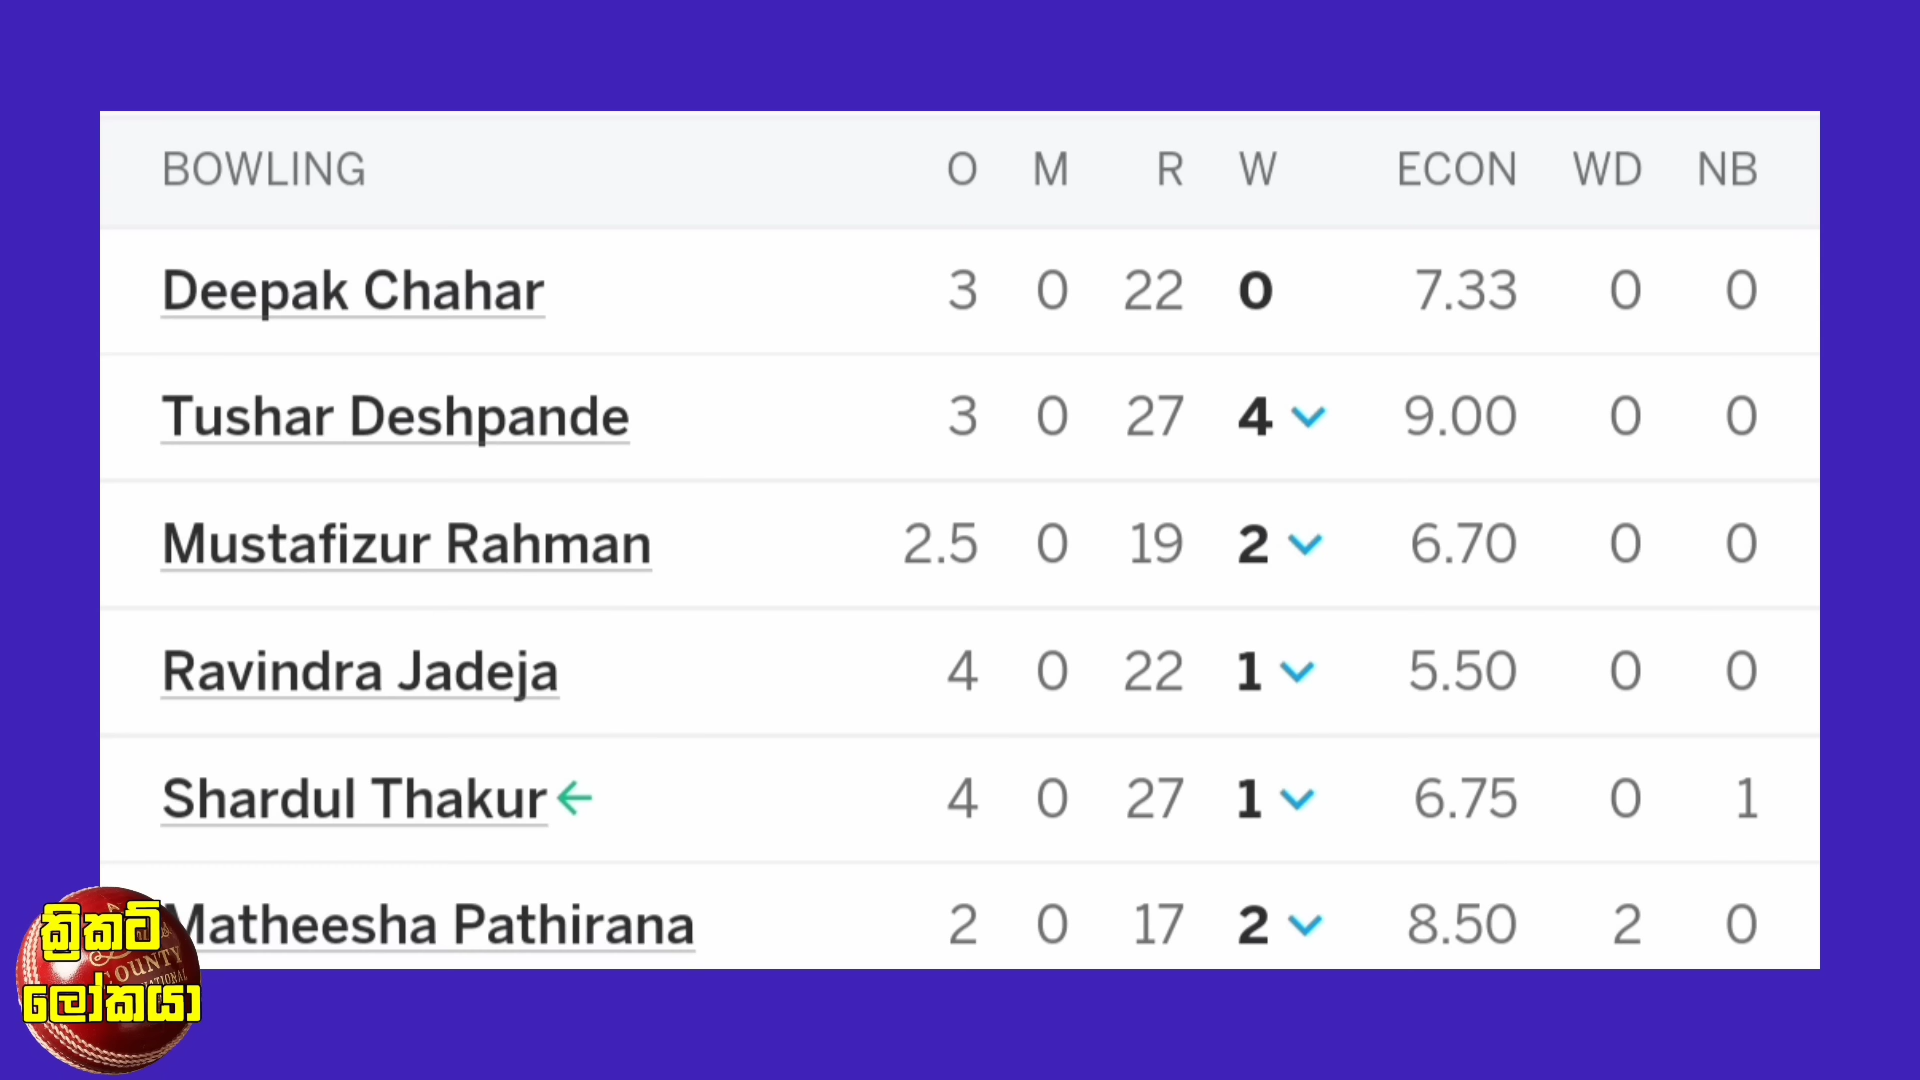 BOWLING O M R W ECON WD NB
Deepak Chahar 3 0 22 0 7.33 0 0
Tushar Deshpande 3 0 27 4 9.00 0 0
Mustafizur Rahman 2.5 0 19 2 6.70 0 0
Ravindra Jadeja 4 0 22 1 5.50 0 0
Shardul Thakur 4 0 27 1 6.75 0 1
Matheesha Pathirana 2 0 17 2 8.50 2 0
ක්‍රිකට්
COUNTY
ලෝකයා